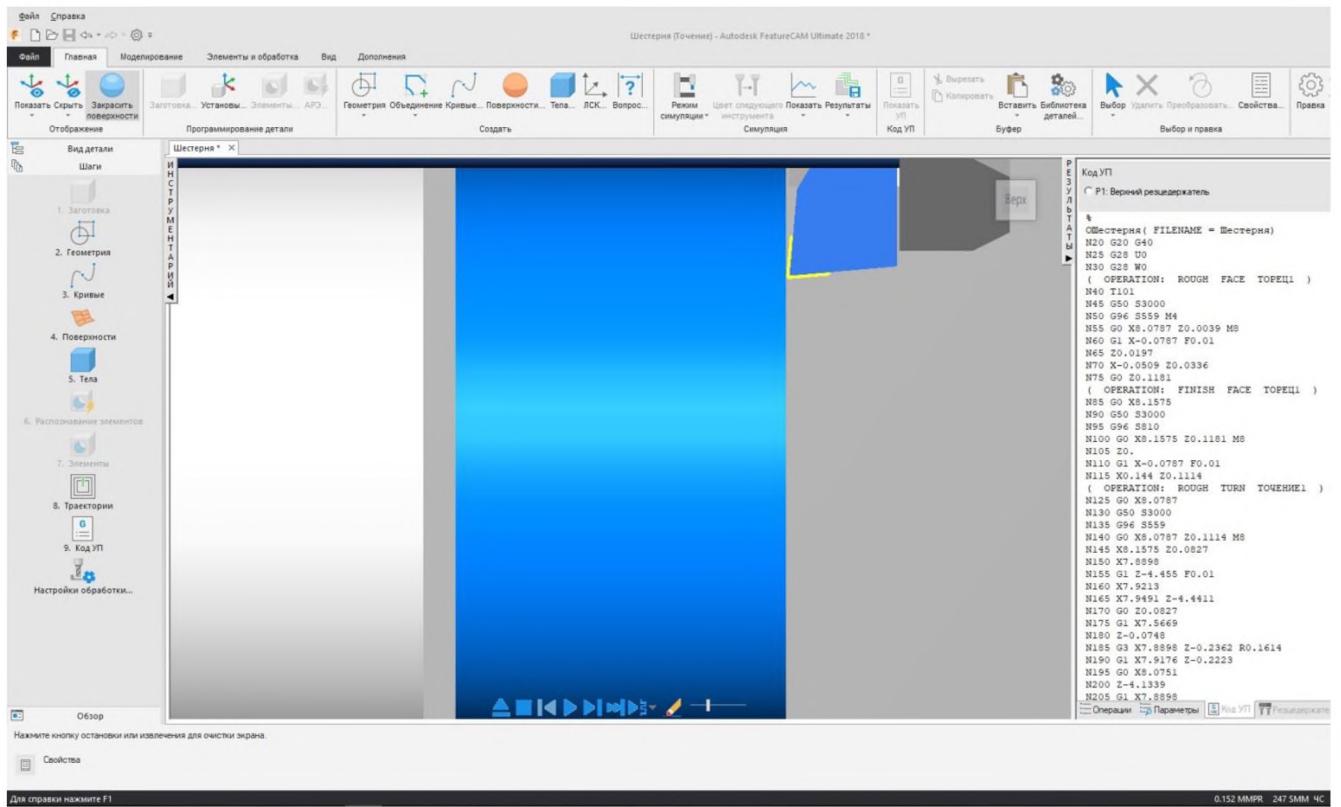 Файл Справка
Шестерня (Точение) - Autodesk FeatureCAM Ultimate 2018 *
Файл Главная Моделирование Элементы и обработка Вид Дополнения
Показать Скрыть Закрасить поверхности
Заготовка... Установы... Элементы... АРЭ...
Геометрия Объединение Кривые... Поверхности... Тела... ЛСК... Вопрос...
Режим симуляции Цвет следующего инструмента Показать Результаты
Показать УП
Вырезать
Копировать
Вставить Библиотека деталей...
Выбор Удалить Преобразовать... Свойства...
Правка
Отображение Программирование детали Создать Симуляция Код УП Буфер Выбор и правка
Вид детали
Шаги
1. Заготовка
2. Геометрия
3. Кривые
4. Поверхности
5. Тела
6. Распознавание элементов
7. Элементы
8. Траектории
9. Код УП
Настройки обработки...
Обзор
Шестерня *
ИНСТРУМЕНТАРИЙ
Верх
РЕЗУЛЬТАТЫ
Код УП
P1: Верхний резцедержатель
%
OШестерня( FILENAME = Шестерня)
N20 G20 G40
N25 G28 U0
N30 G28 W0
( OPERATION: ROUGH FACE ТОРЕЦ1 )
N40 T101
N45 G50 S3000
N50 G96 S559 M4
N55 G0 X8.0787 Z0.0039 M8
N60 G1 X-0.0787 F0.01
N65 Z0.0197
N70 X-0.0509 Z0.0336
N75 G0 Z0.1181
( OPERATION: FINISH FACE ТОРЕЦ1 )
N85 G0 X8.1575
N90 G50 S3000
N95 G96 S810
N100 G0 X8.1575 Z0.1181 M8
N105 Z0.
N110 G1 X-0.0787 F0.01
N115 X0.144 Z0.1114
( OPERATION: ROUGH TURN ТОЧЕНИЕ1 )
N125 G0 X8.0787
N130 G50 S3000
N135 G96 S559
N140 G0 X8.0787 Z0.1114 M8
N145 X8.1575 Z0.0827
N150 X7.8898
N155 G1 Z-4.455 F0.01
N160 X7.9213
N165 X7.9491 Z-4.4411
N170 G0 Z0.0827
N175 G1 X7.5669
N180 Z-0.0748
N185 G3 X7.8898 Z-0.2362 R0.1614
N190 G1 X7.9176 Z-0.2223
N195 G0 X8.0751
N200 Z-4.1339
N205 G1 X7.8898
Операции Параметры Код УП Резцедержате
Нажмите кнопку остановки или извлечения для очистки экрана.
Свойства
Для справки нажмите F1
0.152 MMPR 247 SMM ЧС